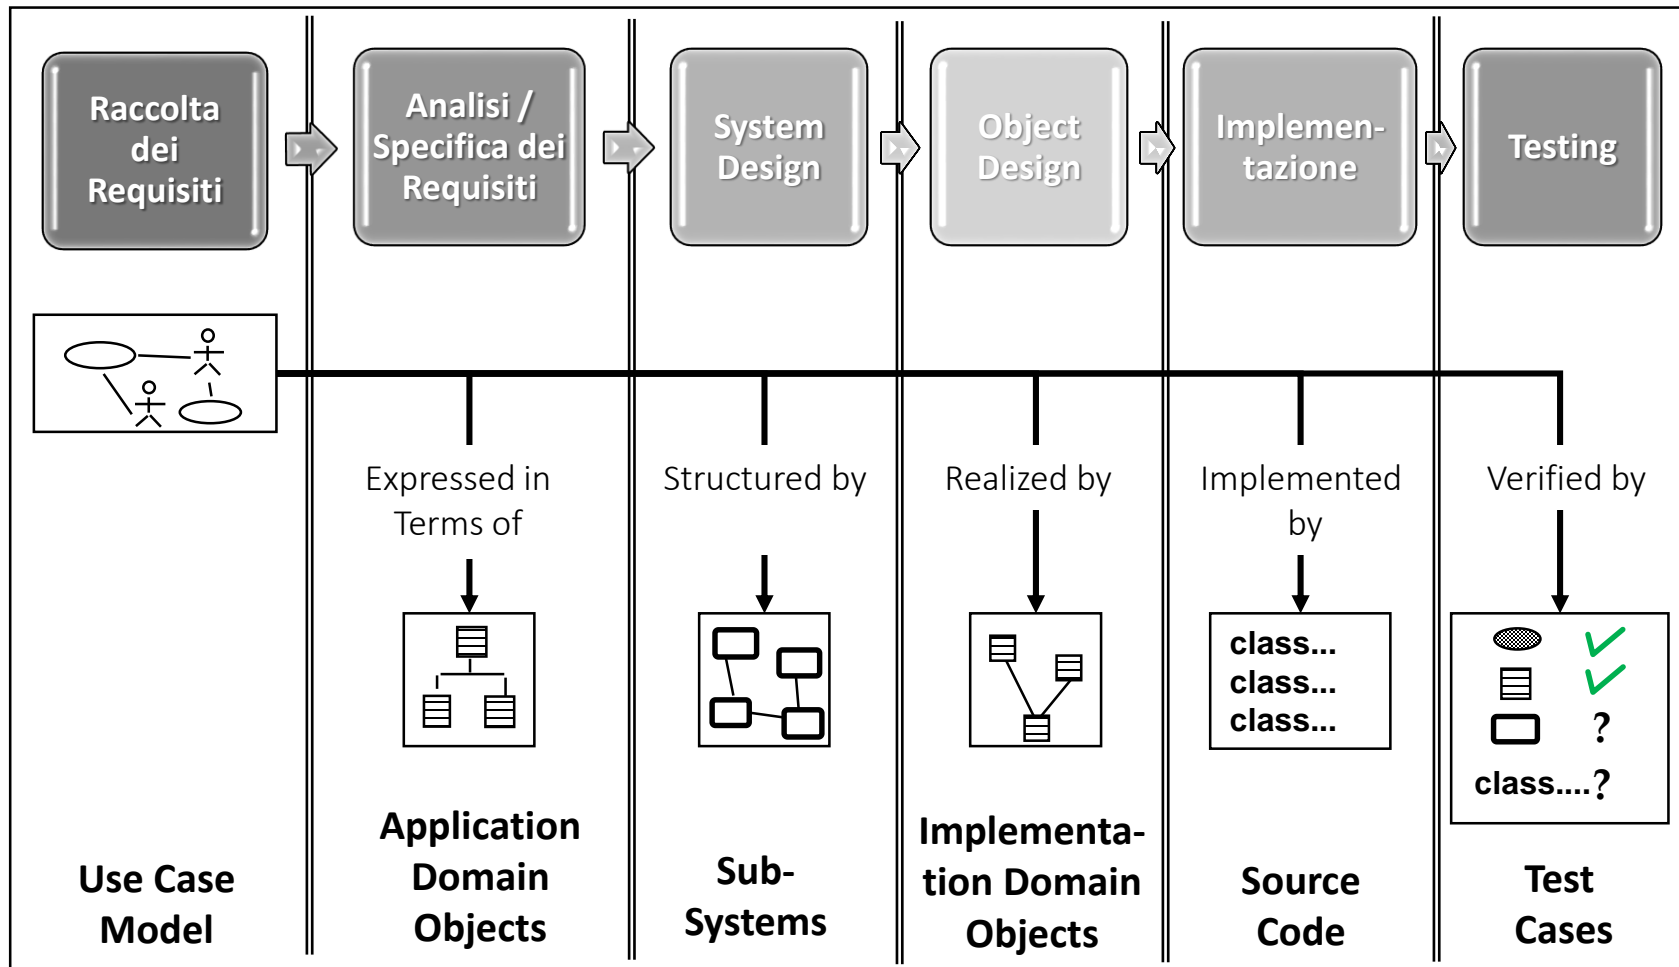 Raccolta
dei
Requisiti
Analisi /
Specifica dei
Requisiti
System
Design
Object
Design
Implemen-
tazione
Testing
Expressed in
Terms of
Structured by
Realized by
Implemented
by
Verified by
class...
class...
class...
?
class....?
Use Case
Model
Application
Domain
Objects
Sub-
Systems
Implementa-
tion Domain
Objects
Source
Code
Test
Cases